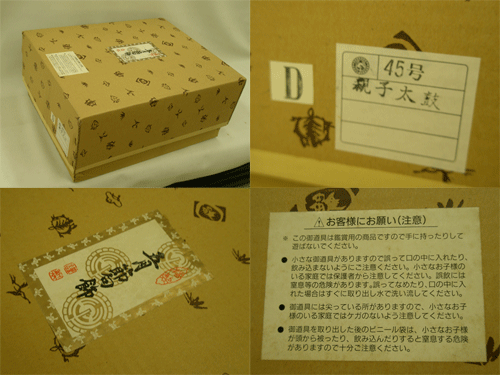 D
45号
親子太鼓
五月節句飾
⚠お客様にお願い(注意)
※ この御道具は鑑賞用の商品ですので手に持ったりして
遊ばないでください。
● 小さな御道具がありますので誤って口の中に入れたり、
飲み込まないようにご注意ください。小さなお子様の
いる家庭では保護者から注意してください。誤飲には
窒息等の危険があります。誤ってなめたり、口の中に入
れた場合はすぐに取り出し水で洗い流してください。
● 御道具には尖っている所がありますので、小さなお子
様のいる家庭ではケガのないよう注意してください。
● 御道具を取り出した後のビニール袋は、小さなお子様
が頭から被ったり、飲み込んだりすると窒息する危険
がありますので十分ご注意ください。